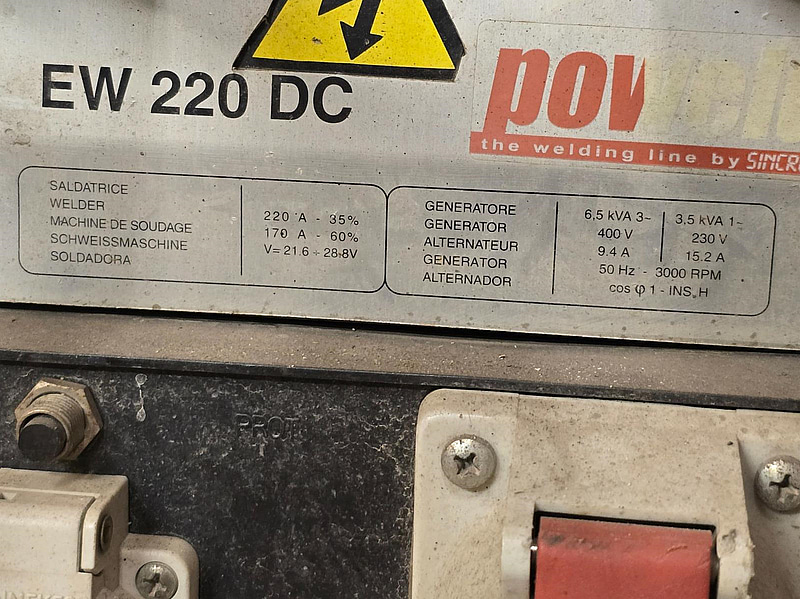 EW 220 DC
the welding line by SINCRO
SALDATRICE
WELDER
MACHINE DE SOUDAGE
SCHWEISSMASCHINE
SOLDADORA
220 A - 35%
170 A - 60%
V= 21.6 ÷ 28.8V
GENERATORE
GENERATOR
ALTERNATEUR
GENERATOR
ALTERNADOR
6,5 kVA 3~ 3,5 kVA 1~
400 V 230 V
9.4 A 15.2 A
50 Hz - 3000 RPM
cos φ 1 - INS. H
PROT.